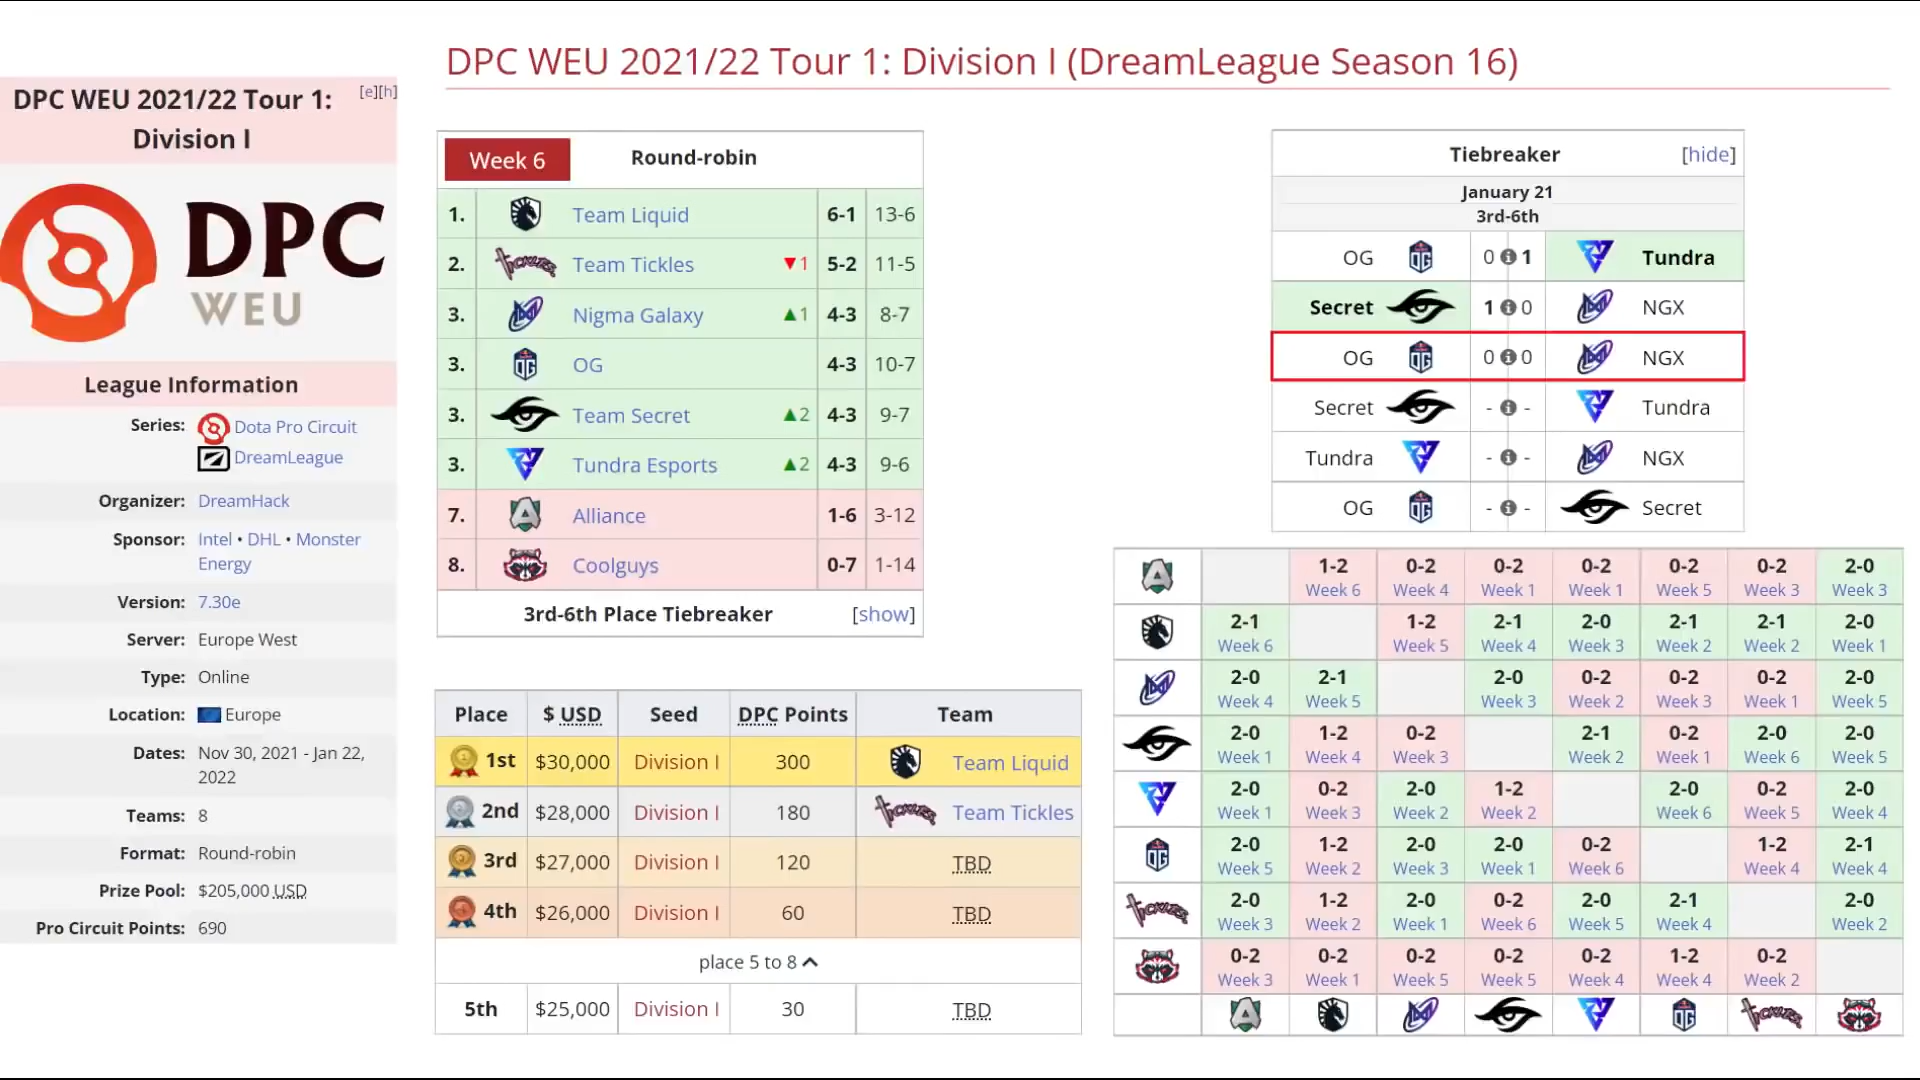 DPC WEU 2021/22 Tour 1: Division I (DreamLeague Season 16)
DPC WEU 2021/22 Tour 1: [e][h]
Division I
DPC
WEU
League Information
Series: Dota Pro Circuit
DreamLeague
Organizer: DreamHack
Sponsor: Intel • DHL • Monster
Energy
Version: 7.30e
Server: Europe West
Type: Online
Location: Europe
Dates: Nov 30, 2021 - Jan 22,
2022
Teams: 8
Format: Round-robin
Prize Pool: $205,000 USD
Pro Circuit Points: 690
Week 6 Round-robin
1. Team Liquid 6-1 13-6
2. TICKLES Team Tickles ▼1 5-2 11-5
3. Nigma Galaxy ▲1 4-3 8-7
3. OG OG 4-3 10-7
3. Team Secret ▲2 4-3 9-7
3. Tundra Esports ▲2 4-3 9-6
7. Alliance 1-6 3-12
8. Coolguys 0-7 1-14
3rd-6th Place Tiebreaker [show]
Place $ USD Seed DPC Points Team
1st $30,000 Division I 300 Team Liquid
2nd $28,000 Division I 180 TICKLES Team Tickles
3rd $27,000 Division I 120 TBD
4th $26,000 Division I 60 TBD
place 5 to 8
5th $25,000 Division I 30 TBD
Tiebreaker [hide]
January 21
3rd-6th
OG OG 0 i 1 Tundra
Secret 1 i 0 NGX
OG OG 0 i 0 NGX
Secret - i - Tundra
Tundra - i - NGX
OG OG - i - Secret
1-2 0-2 0-2 0-2 0-2 0-2 2-0
Week 6 Week 4 Week 1 Week 1 Week 5 Week 3 Week 3
2-1 1-2 2-1 2-0 2-1 2-1 2-0
Week 6 Week 5 Week 4 Week 3 Week 2 Week 2 Week 1
2-0 2-1 2-0 0-2 0-2 0-2 2-0
Week 4 Week 5 Week 3 Week 2 Week 3 Week 1 Week 5
2-0 1-2 0-2 2-1 0-2 2-0 2-0
Week 1 Week 4 Week 3 Week 2 Week 1 Week 6 Week 5
2-0 0-2 2-0 1-2 2-0 0-2 2-0
Week 1 Week 3 Week 2 Week 2 Week 6 Week 5 Week 4
OG 2-0 1-2 2-0 2-0 0-2 1-2 2-1
Week 5 Week 2 Week 3 Week 1 Week 6 Week 4 Week 4
TICKLES 2-0 1-2 2-0 0-2 2-0 2-1 2-0
Week 3 Week 2 Week 1 Week 6 Week 5 Week 4 Week 2
0-2 0-2 0-2 0-2 0-2 1-2 0-2
Week 3 Week 1 Week 5 Week 5 Week 4 Week 4 Week 2
OG TICKLES